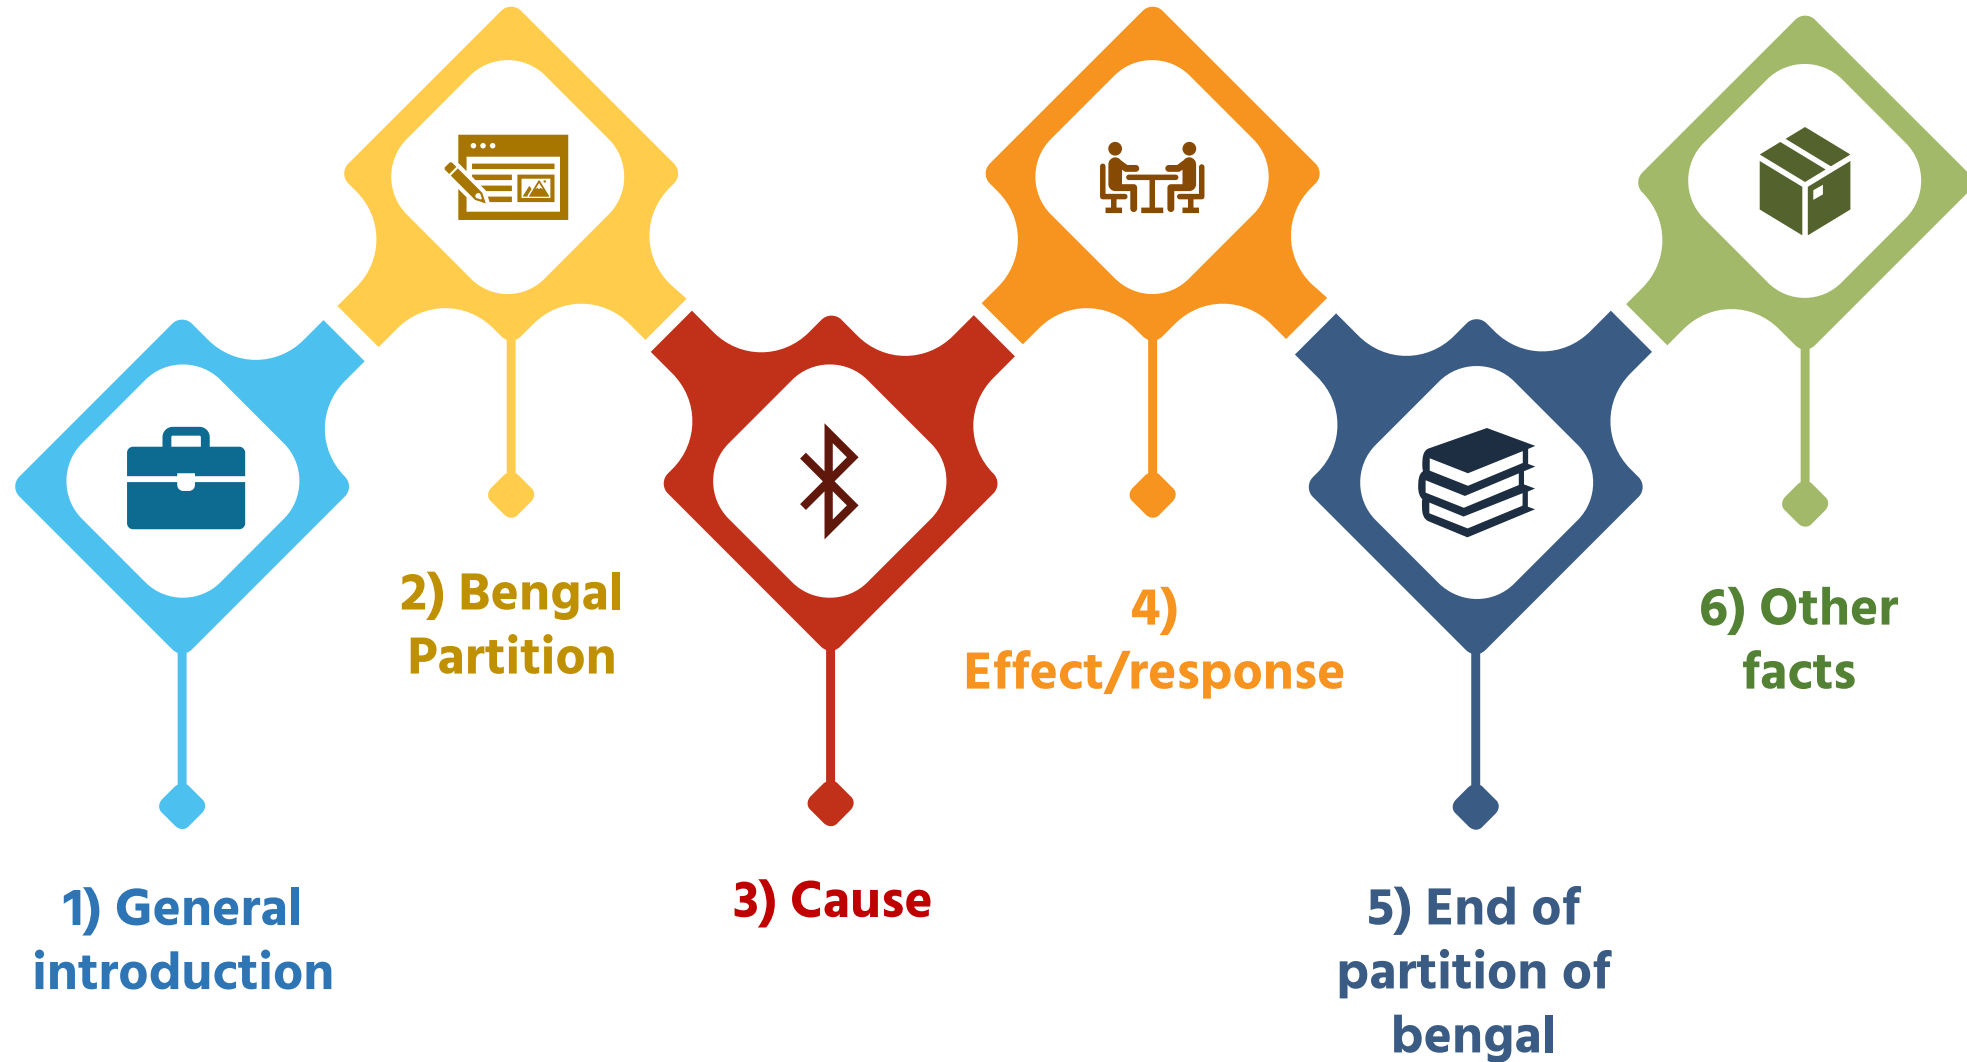 1) General
introduction
2) Bengal
Partition
3) Cause
4)
Effect/response
5) End of
partition of
bengal
6) Other
facts